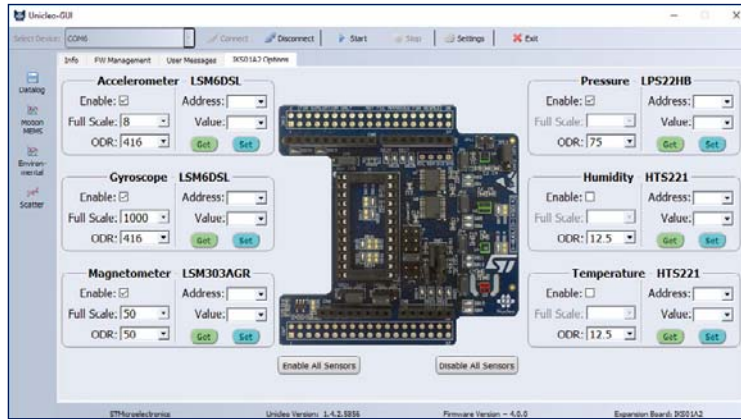 Unicleo-GUI
Select Device: COM6 Connect Disconnect Start Stop Settings Exit
Info FW Management User Messages IKS01A2 Options
Datalog
Motion MEMS
Environ-mental
Scatter
Accelerometer LSM6DSL
Enable: Address:
Full Scale: 8 Value:
ODR: 416 Get Set
Gyroscope LSM6DSL
Enable: Address:
Full Scale: 1000 Value:
ODR: 416 Get Set
Magnetometer LSM303AGR
Enable: Address:
Full Scale: 50 Value:
ODR: 50 Get Set
Pressure LPS22HB
Enable: Address:
Full Scale: Value:
ODR: 75 Get Set
Humidity HTS221
Enable: Address:
Full Scale: Value:
ODR: 12.5 Get Set
Temperature HTS221
Enable: Address:
Full Scale: Value:
ODR: 12.5 Get Set
Enable All Sensors Disable All Sensors
STMicroelectronics Unicleo Version: 1.4.2.5856 Firmware Version - 4.0.0 Expansion Board: IKS01A2